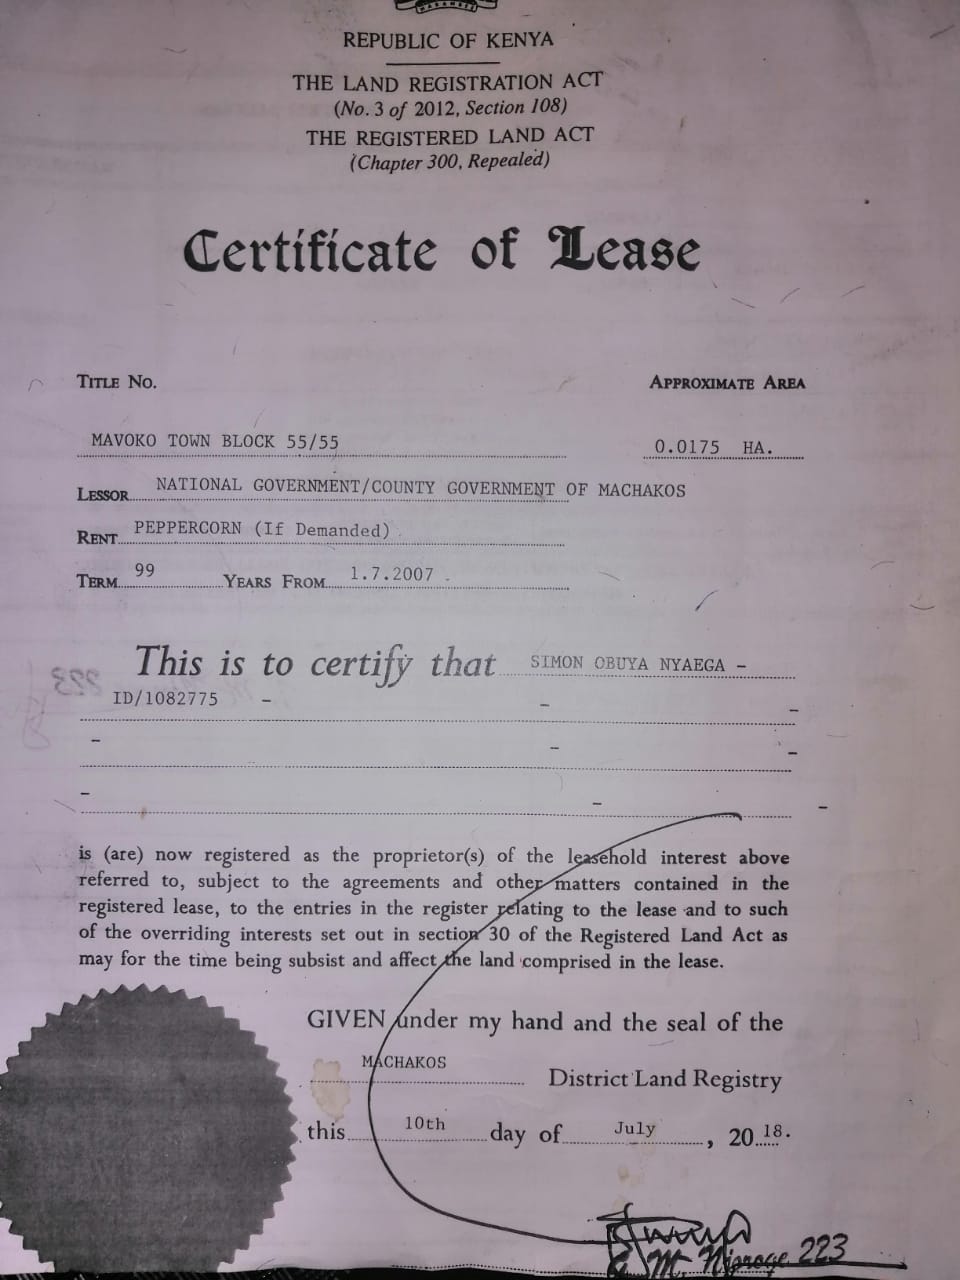 HARAMBEE
REPUBLIC OF KENYA
THE LAND REGISTRATION ACT
(No. 3 of 2012, Section 108)
THE REGISTERED LAND ACT
(Chapter 300, Repealed)
Certificate of Lease
TITLE NO. APPROXIMATE AREA
MAVOKO TOWN BLOCK 55/55 0.0175 HA.
LESSOR NATIONAL GOVERNMENT/COUNTY GOVERNMENT OF MACHAKOS
RENT PEPPERCORN (If Demanded)
TERM 99 YEARS FROM 1.7.2007
This is to certify that SIMON OBUYA NYAEGA -
ID/1082775 - - -
- - -
- - -
is (are) now registered as the proprietor(s) of the leasehold interest above
referred to, subject to the agreements and other matters contained in the
registered lease, to the entries in the register relating to the lease and to such
of the overriding interests set out in section 30 of the Registered Land Act as
may for the time being subsist and affect the land comprised in the lease.
GIVEN under my hand and the seal of the
MACHAKOS District Land Registry
this 10th day of July, 2018.
M. 223